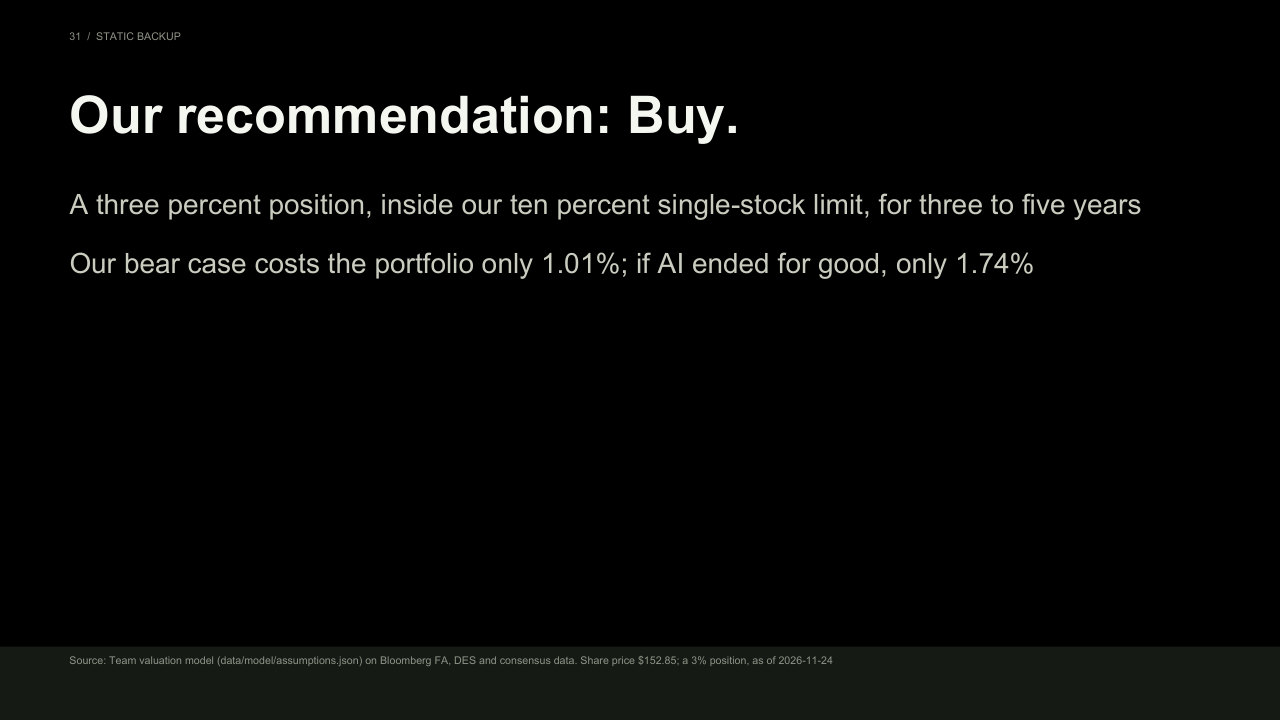 31 / STATIC BACKUP
Our recommendation: Buy.
A three percent position, inside our ten percent single-stock limit, for three to five years
Our bear case costs the portfolio only 1.01%; if AI ended for good, only 1.74%
Source: Team valuation model (data/model/assumptions.json) on Bloomberg FA, DES and consensus data. Share price $152.85; a 3% position, as of 2026-11-24